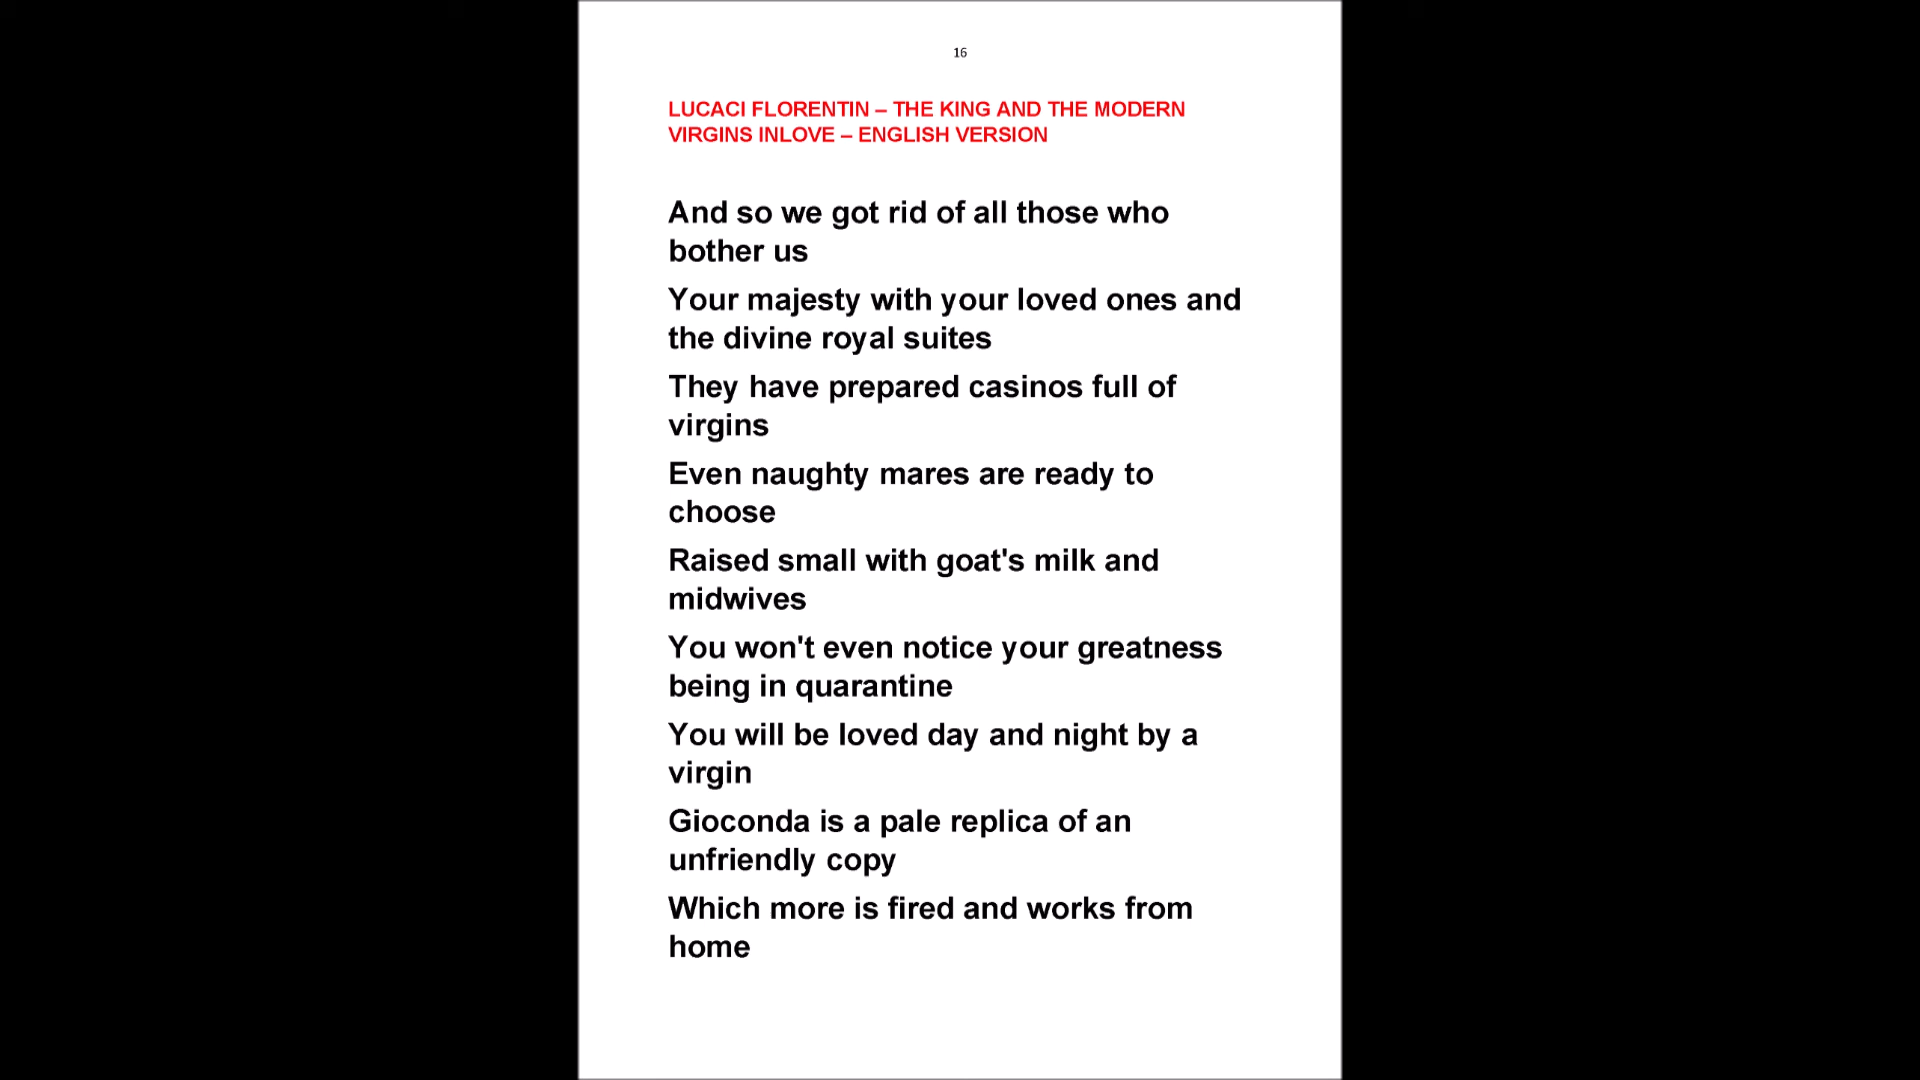 16
LUCACI FLORENTIN – THE KING AND THE MODERN
VIRGINS INLOVE – ENGLISH VERSION
And so we got rid of all those who
bother us
Your majesty with your loved ones and
the divine royal suites
They have prepared casinos full of
virgins
Even naughty mares are ready to
choose
Raised small with goat's milk and
midwives
You won't even notice your greatness
being in quarantine
You will be loved day and night by a
virgin
Gioconda is a pale replica of an
unfriendly copy
Which more is fired and works from
home